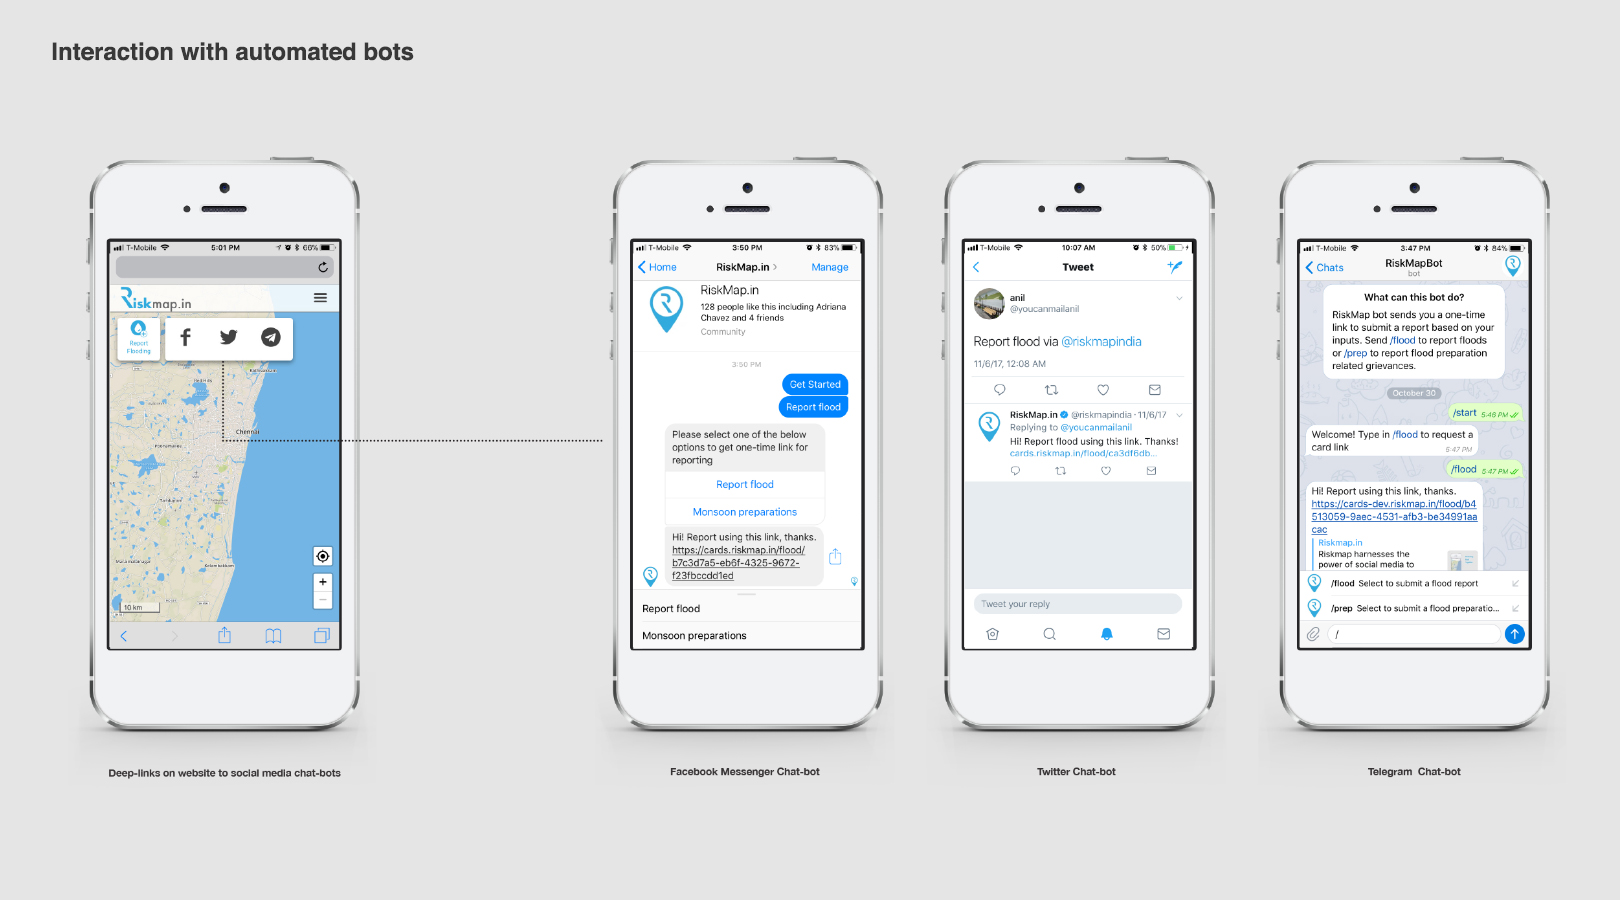 Interaction with automated bots
T-Mobile 5:01 PM 66%
Riskmap.in
Report
Flooding
Chennai
10 km
Deep-links on website to social media chat-bots
T-Mobile 3:50 PM 83%
Home RiskMap.in Manage
RiskMap.in
128 people like this including Adriana
Chavez and 4 friends
Community
3:50 PM
Get Started
Report flood
Please select one of the below
options to get one-time link for
reporting
Report flood
Monsoon preparations
Hi! Report using this link, thanks.
https://cards.riskmap.in/flood/
b7c3d7a5-eb6f-4325-9672-
f23fbccdd1ed
Report flood
Monsoon preparations
Facebook Messenger Chat-bot
T-Mobile 10:07 AM 50%
Tweet
anil
@youcanmailanil
Report flood via @riskmapindia
11/6/17, 12:08 AM
RiskMap.in @riskmapindia · 11/6/17
Replying to @youcanmailanil
Hi! Report flood using this link. Thanks!
cards.riskmap.in/flood/ca3df6db...
Tweet your reply
Twitter Chat-bot
T-Mobile 3:47 PM 84%
Chats RiskMapBot
bot
What can this bot do?
RiskMap bot sends you a one-time
link to submit a report based on your
inputs. Send /flood to report floods
or /prep to report flood preparation
related grievances.
October 30
/start 5:46 PM
Welcome! Type in /flood to request a
card link 5:47 PM
/flood 5:47 PM
Hi! Report using this link, thanks.
https://cards-dev.riskmap.in/flood/b4
513059-9aec-4531-afb3-be34991aa
cac
Riskmap.in
Riskmap harnesses the
power of social media to
/flood Select to submit a flood report
/prep Select to submit a flood preparatio...
/
Telegram Chat-bot